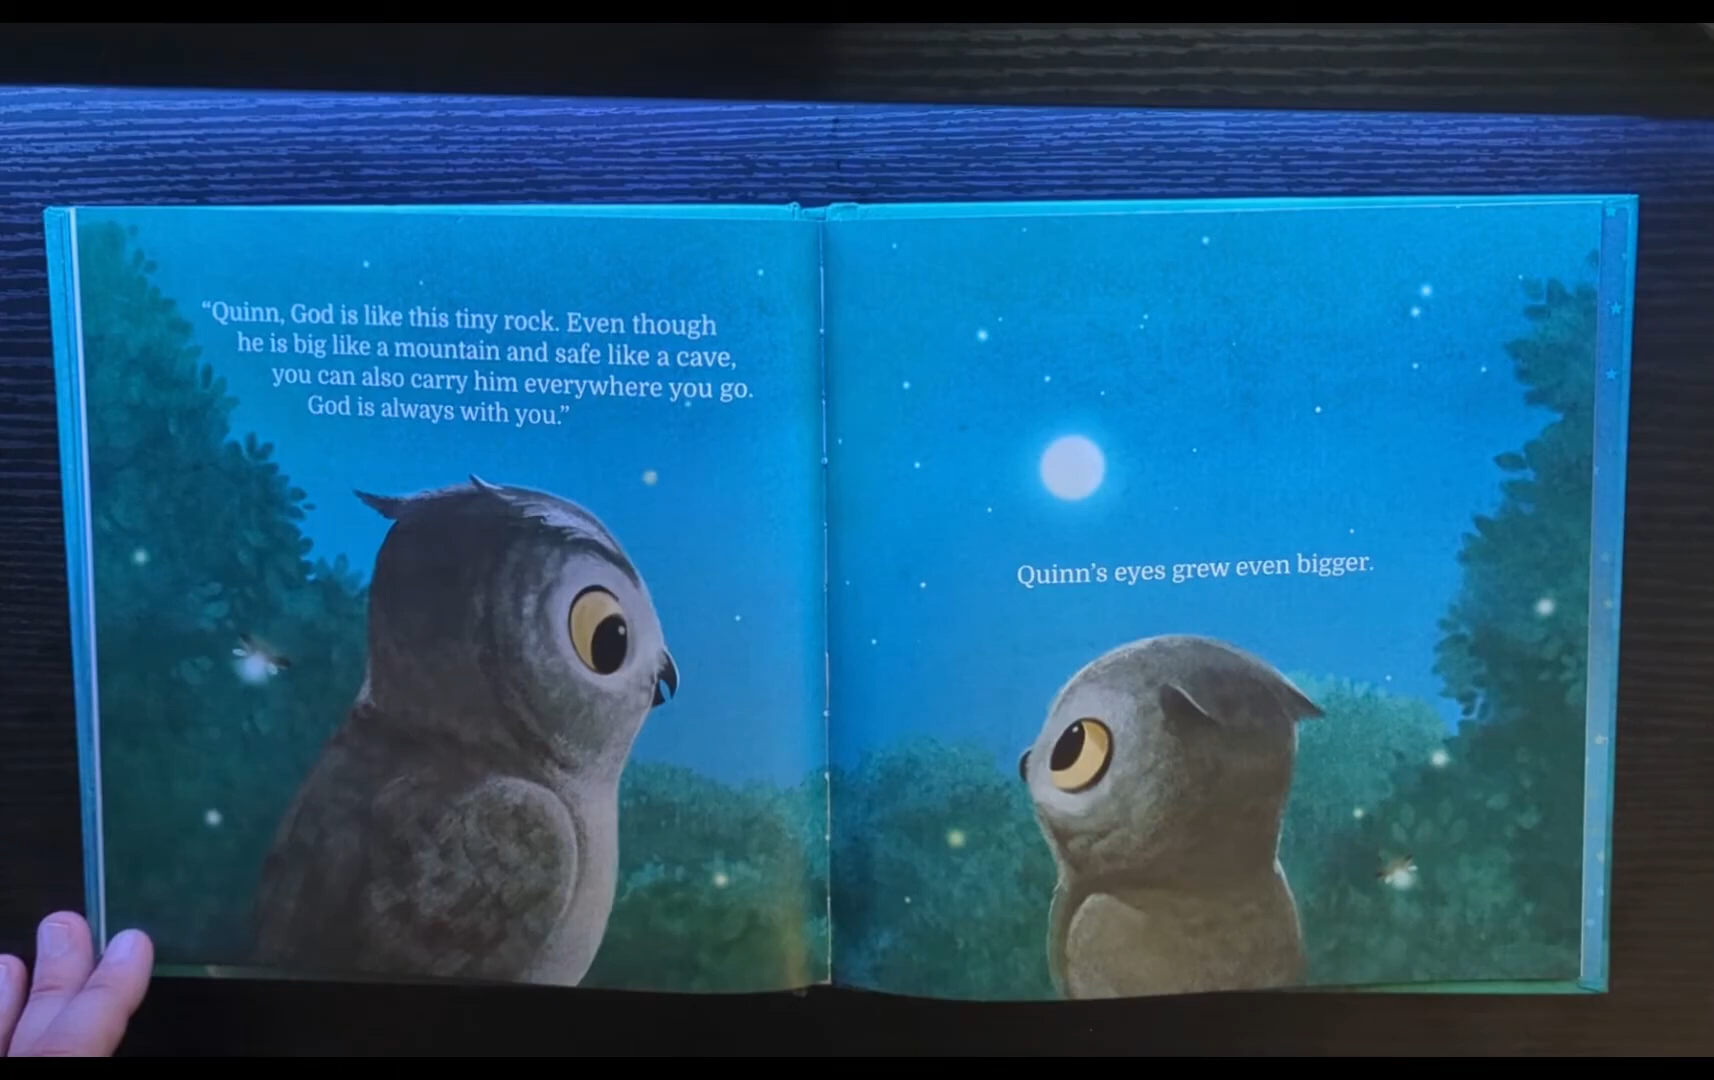 “Quinn, God is like this tiny rock. Even though
he is big like a mountain and safe like a cave,
you can also carry him everywhere you go.
God is always with you.”
Quinn’s eyes grew even bigger.